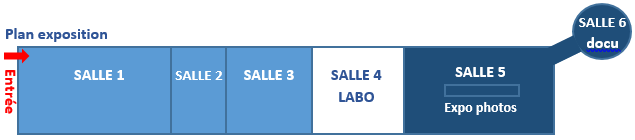 Plan exposition
Entrée
SALLE 1
SALLE 2
SALLE 3
SALLE 4
LABO
SALLE 5
Expo photos
SALLE 6
docu